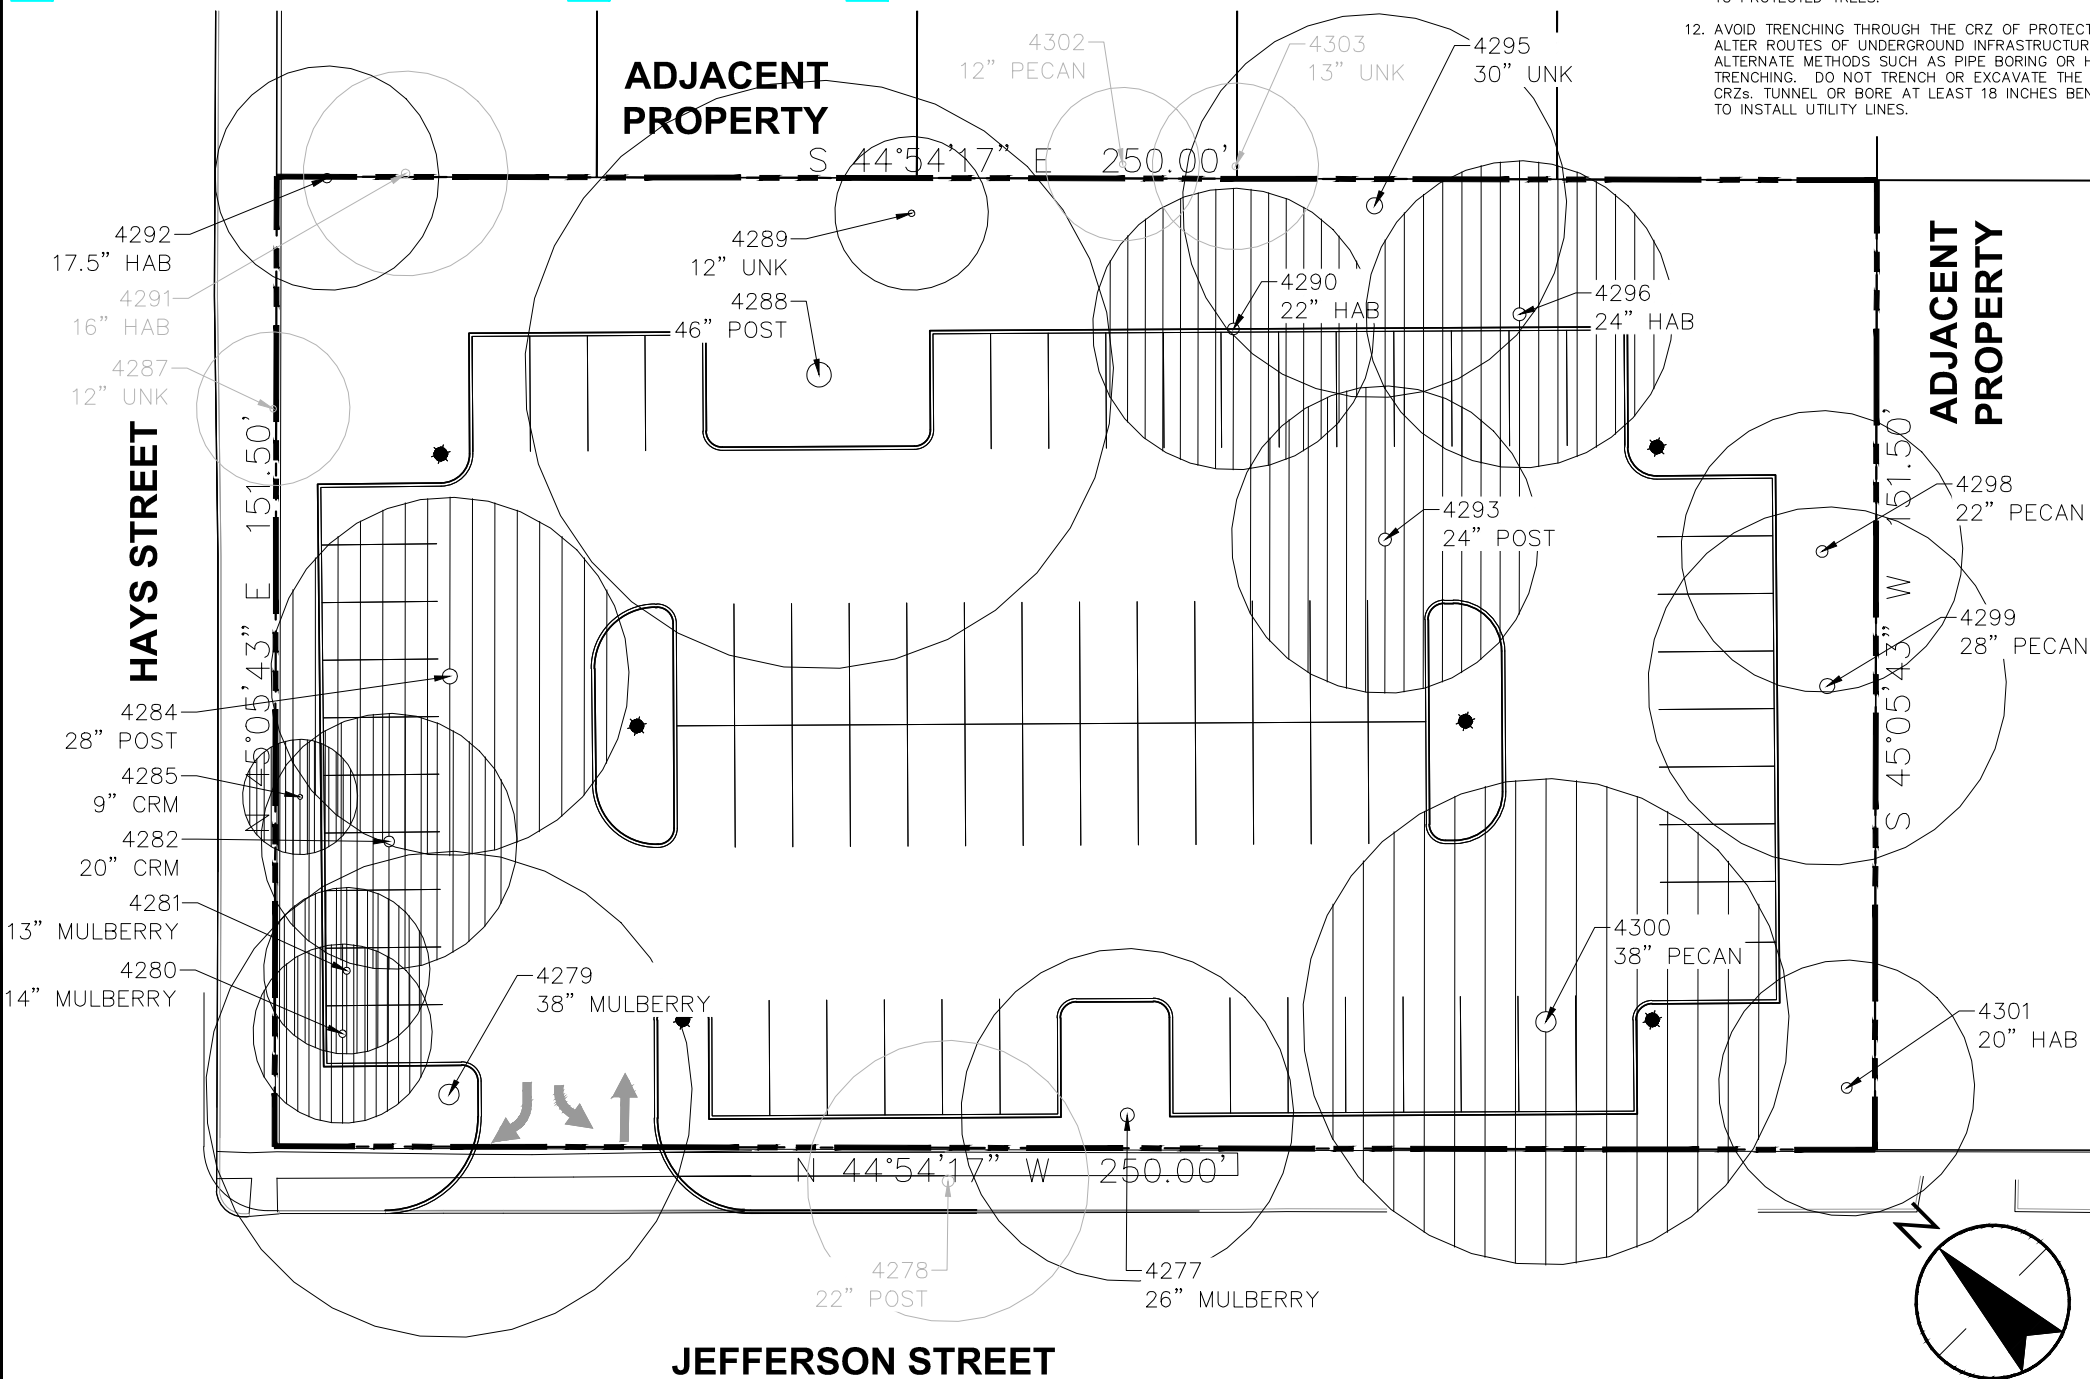 12. AVOID TRENCHING THROUGH THE CRZ OF PROTECT
ALTER ROUTES OF UNDERGROUND INFRASTRUCTUR
ALTERNATE METHODS SUCH AS PIPE BORING OR H
TRENCHING. DO NOT TRENCH OR EXCAVATE THE
CRZs. TUNNEL OR BORE AT LEAST 18 INCHES BEN
TO INSTALL UTILITY LINES.
ADJACENT
PROPERTY
4302
12" PECAN
4303
13" UNK
4295
30" UNK
S 44°54'17" E 250.00'
4292
17.5" HAB
4291
16" HAB
4287
12" UNK
4289
12" UNK
4288
46" POST
4290
22" HAB
4296
24" HAB
ADJACENT
PROPERTY
HAYS STREET
N 45°05'43" E 151.50'
S 45°05'43" W 151.50'
4293
24" POST
4298
22" PECAN
4299
28" PECAN
4284
28" POST
4285
9" CRM
4282
20" CRM
4281
13" MULBERRY
4280
14" MULBERRY
4279
38" MULBERRY
4300
38" PECAN
4301
20" HAB
N 44°54'17" W 250.00'
4278
22" POST
4277
26" MULBERRY
N
JEFFERSON STREET